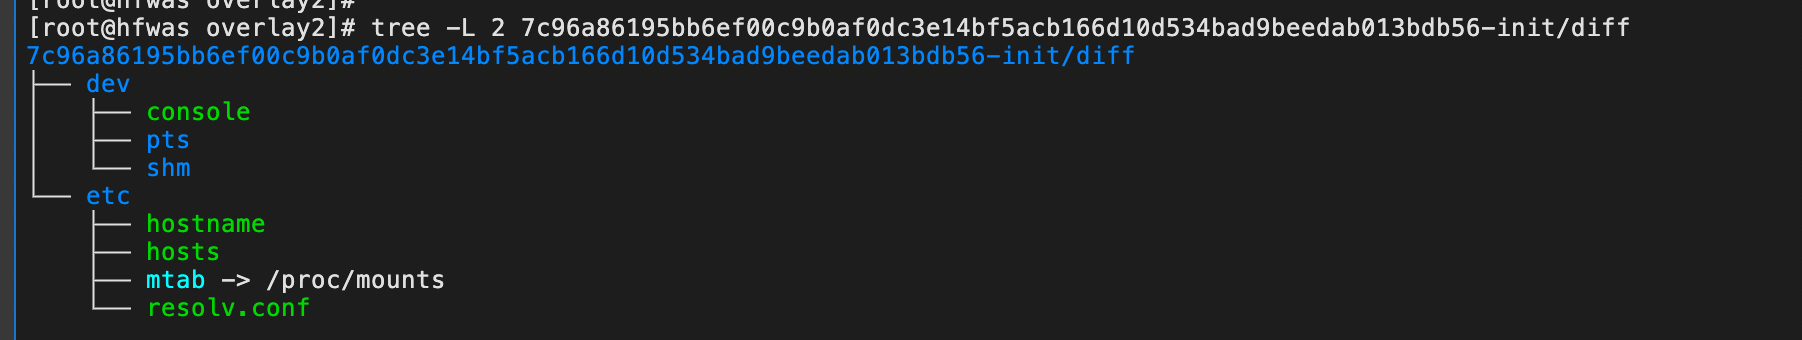 [root@hfwas overlay2]#
[root@hfwas overlay2]# tree -L 2 7c96a86195bb6ef00c9b0af0dc3e14bf5acb166d10d534bad9beedab013bdb56-init/diff
7c96a86195bb6ef00c9b0af0dc3e14bf5acb166d10d534bad9beedab013bdb56-init/diff
├── dev
│   ├── console
│   ├── pts
│   └── shm
└── etc
    ├── hostname
    ├── hosts
    ├── mtab -> /proc/mounts
    └── resolv.conf